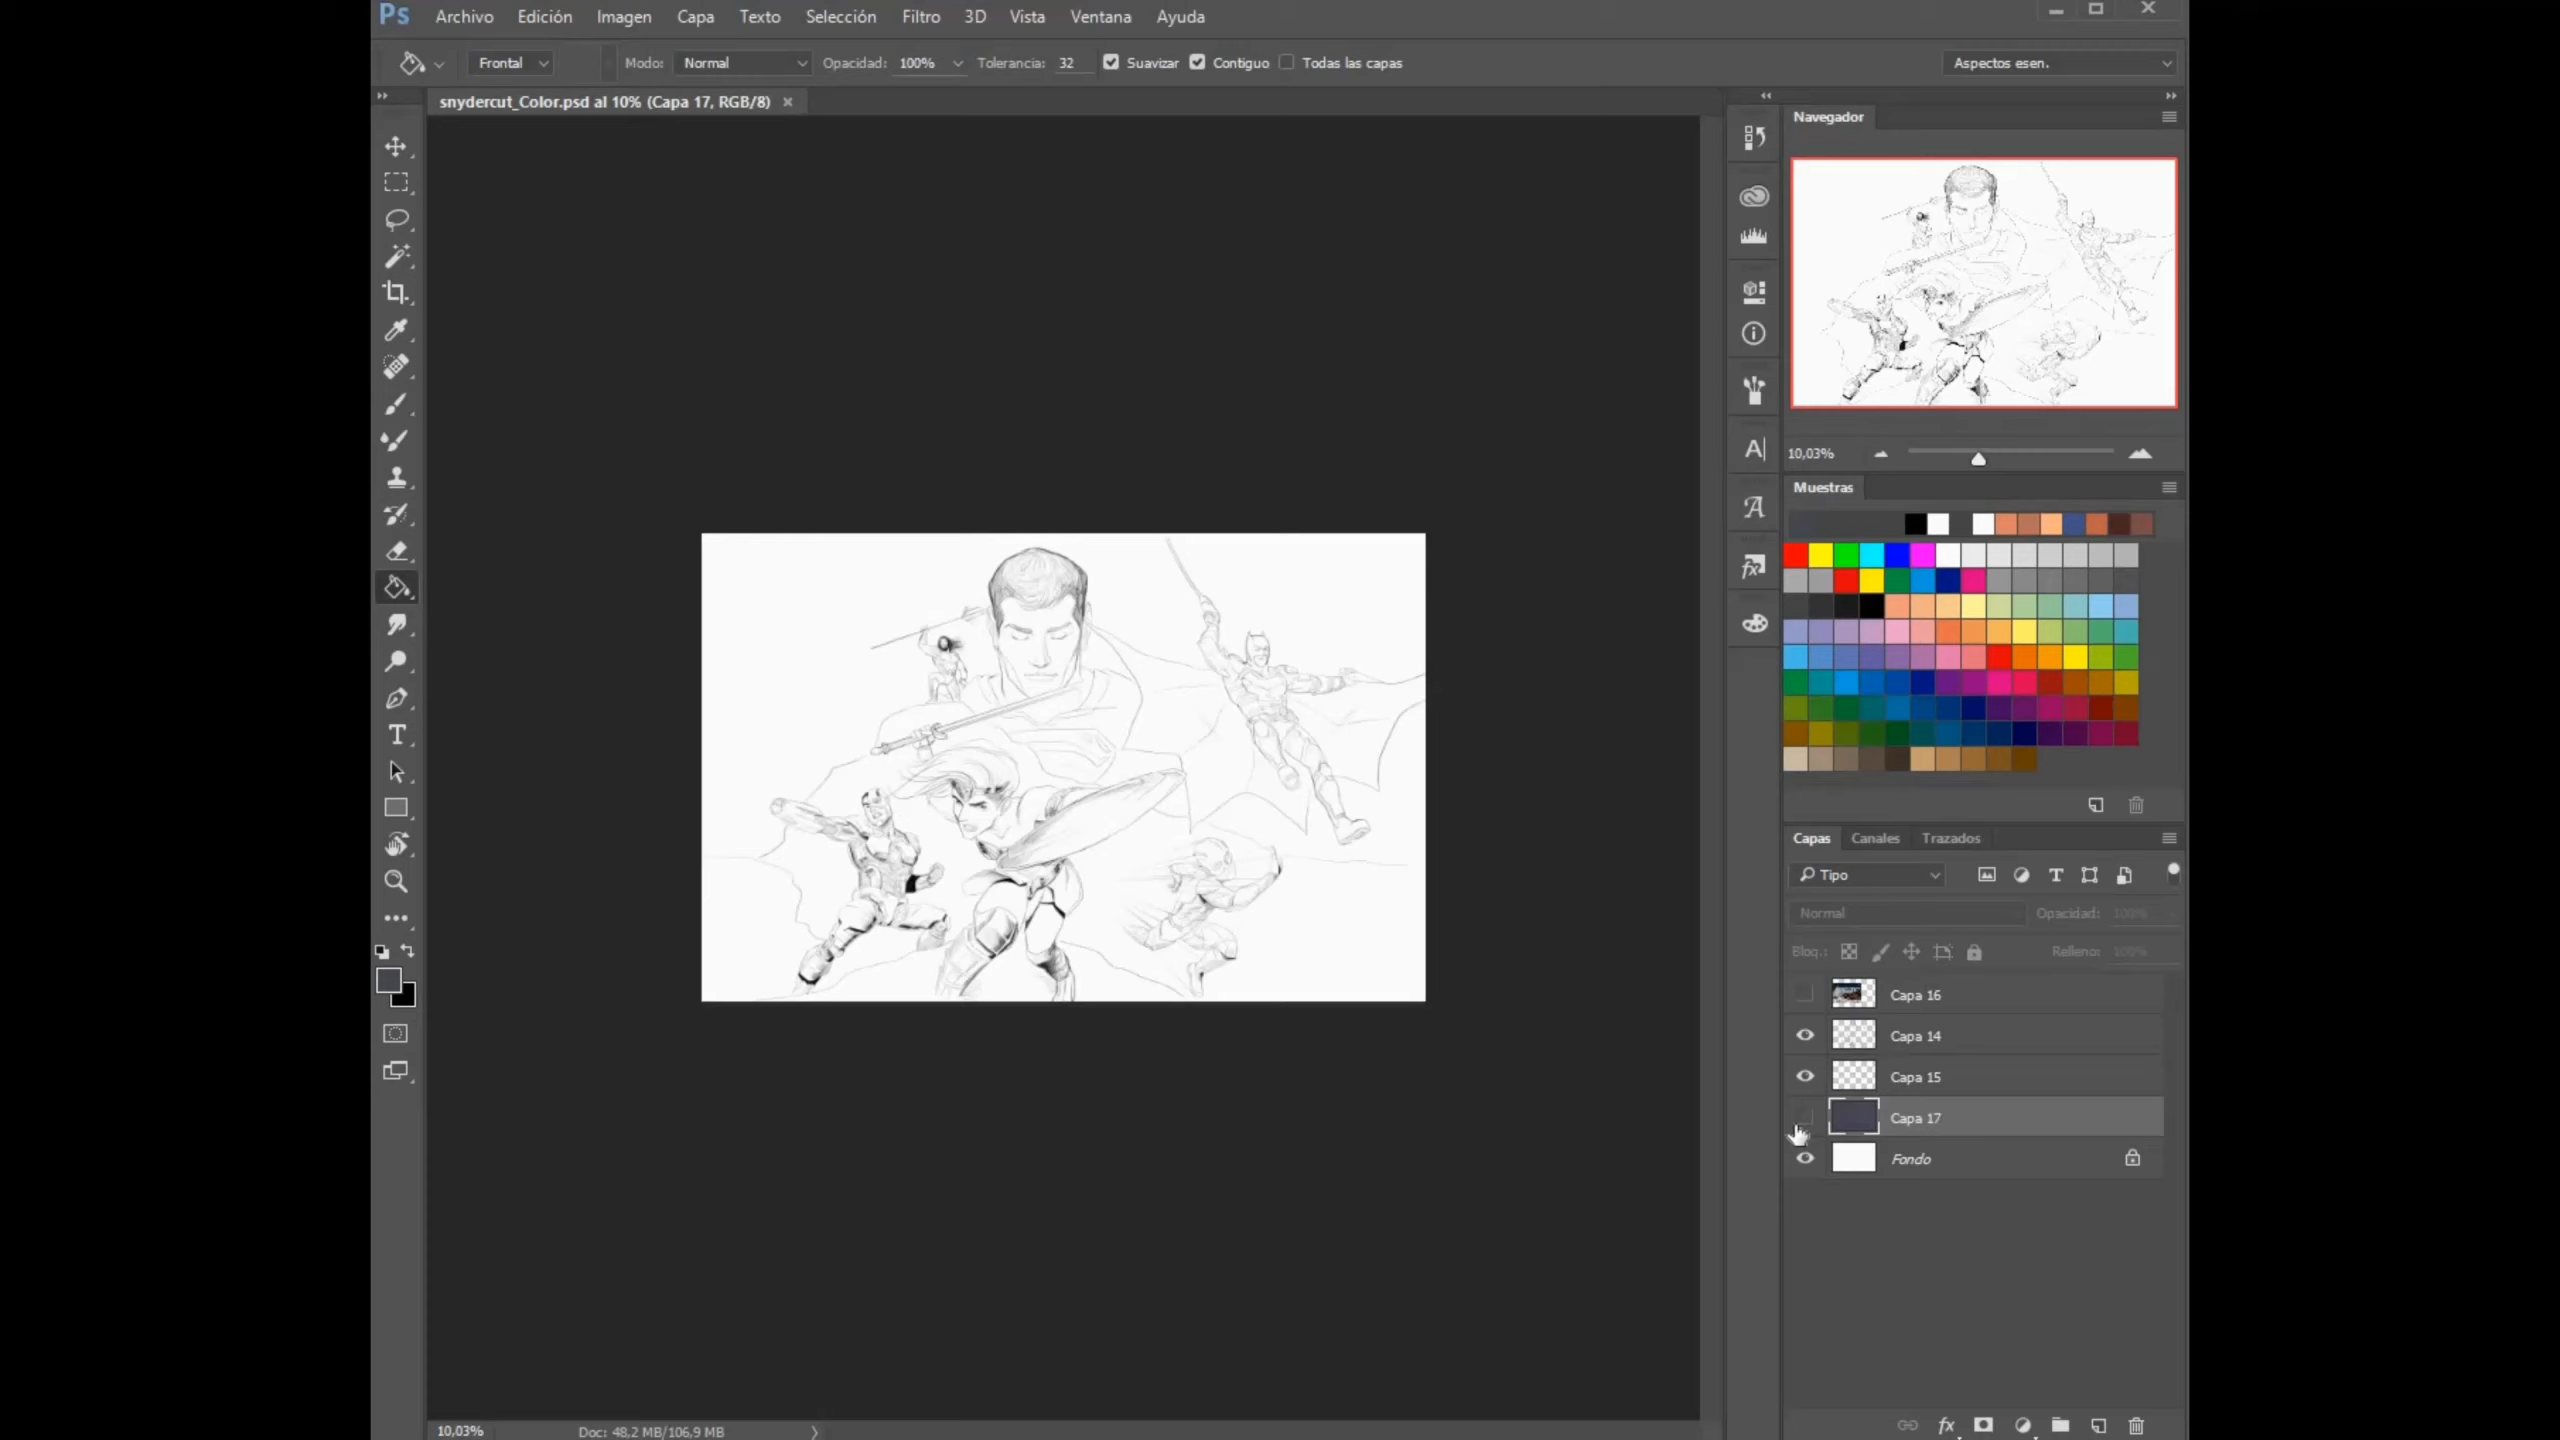 Ps Archivo Edición Imagen Capa Texto Selección Filtro 3D Vista Ventana Ayuda
Frontal Modo: Normal Opacidad: 100% Tolerancia: 32 Suavizar Contiguo Todas las capas Aspectos esen.
snydercut_Color.psd al 10% (Capa 17, RGB/8)
Navegador
10,03%
Muestras
Capas Canales Trazados
Tipo
Normal Opacidad: 100%
Bloq.: Relleno: 100%
Capa 16
Capa 14
Capa 15
Capa 17
Fondo
10,03% Doc: 48,2 MB/106,9 MB